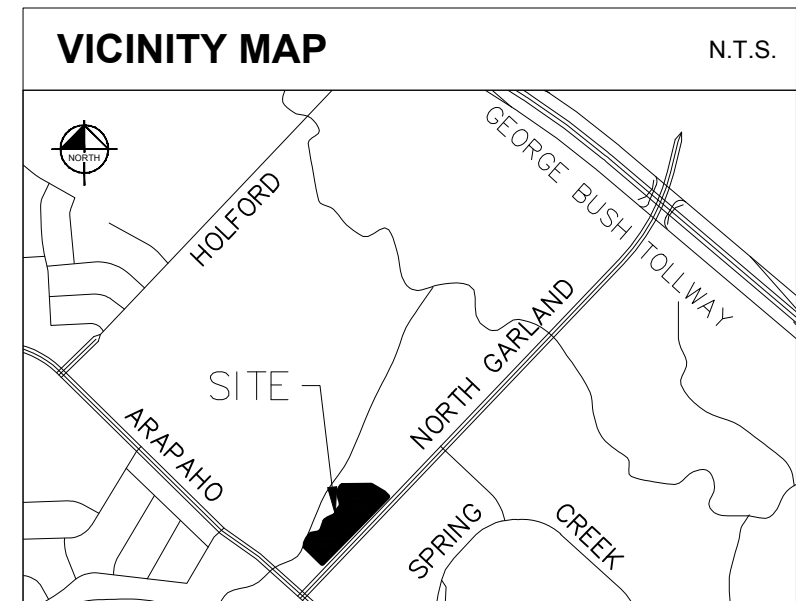 VICINITY MAP
N.T.S.
NORTH
HOLFORD
GEORGE BUSH TOLLWAY
NORTH GARLAND
SITE
ARAPAHO
SPRING CREEK